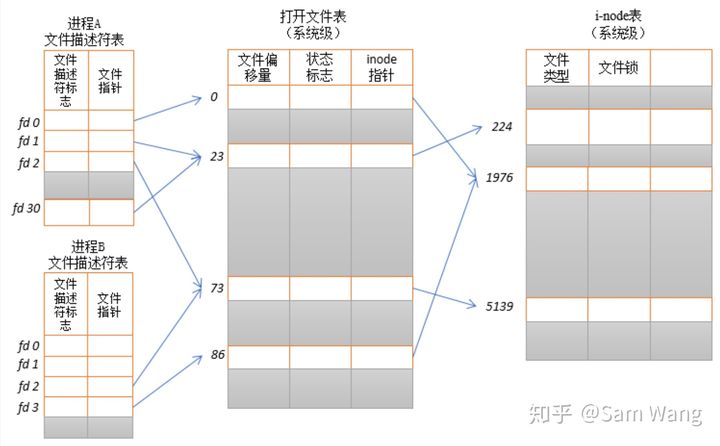 进程A
文件描述符表
文件
描述
符标
志
文件
指针
fd 0
fd 1
fd 2
fd 30
进程B
文件描述符表
文件
描述
符标
志
文件
指针
fd 0
fd 1
fd 2
fd 3
打开文件表
（系统级）
文件偏
移量
状态
标志
inode
指针
0
23
73
86
i-node表
（系统级）
文件
类型
文件锁
224
1976
5139
知乎 @Sam Wang